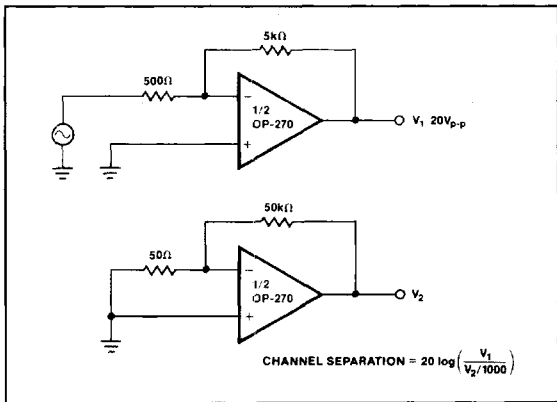 5kΩ
500Ω
−
1/2
OP-270
+
V₁ 20Vp-p
50kΩ
50Ω
−
1/2
OP-270
+
V₂
CHANNEL SEPARATION = 20 log(V₁ / V₂/1000)